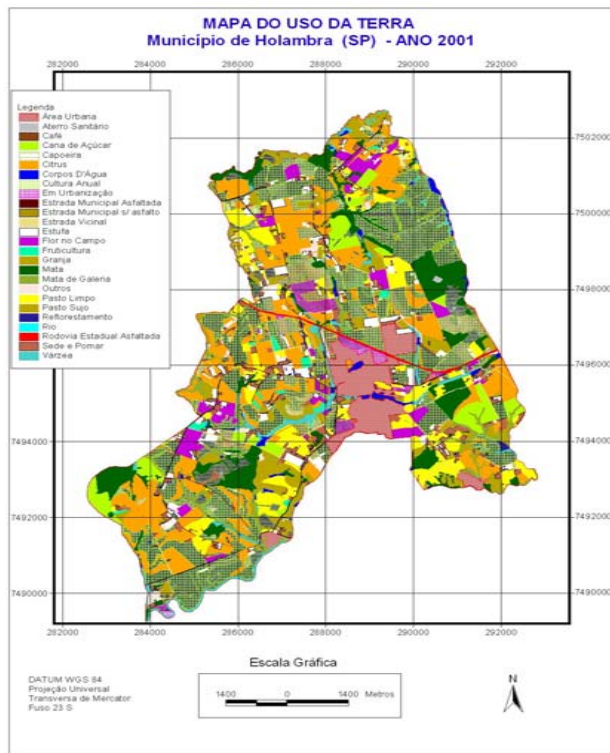 MAPA DO USO DA TERRA
Município de Holambra (SP) - ANO 2001
282000 284000 286000 288000 290000 292000
Legenda
Área Urbana
Aterro Sanitário
Café
Cana de Açúcar
Capoeira
Citrus
Corpos D'Água
Cultura Anual
Em Urbanização
Estrada Municipal Asfaltada
Estrada Municipal s/ asfalto
Estrada Vicinal
Estufa
Flor no Campo
Fruticultura
Granja
Mata
Mata de Galeria
Outros
Pasto Limpo
Pasto Sujo
Reflorestamento
Rio
Rodovia Estadual Asfaltada
Sede e Pomar
Várzea
7502000
7500000
7498000
7496000
7494000 7494000
7492000 7492000
7490000 7490000
282000 284000 286000 288000 290000 292000
Escala Gráfica
DATUM WGS 84
Projeção Universal
Transversa de Mercator
Fuso 23 S
1400 0 1400 Metros
N